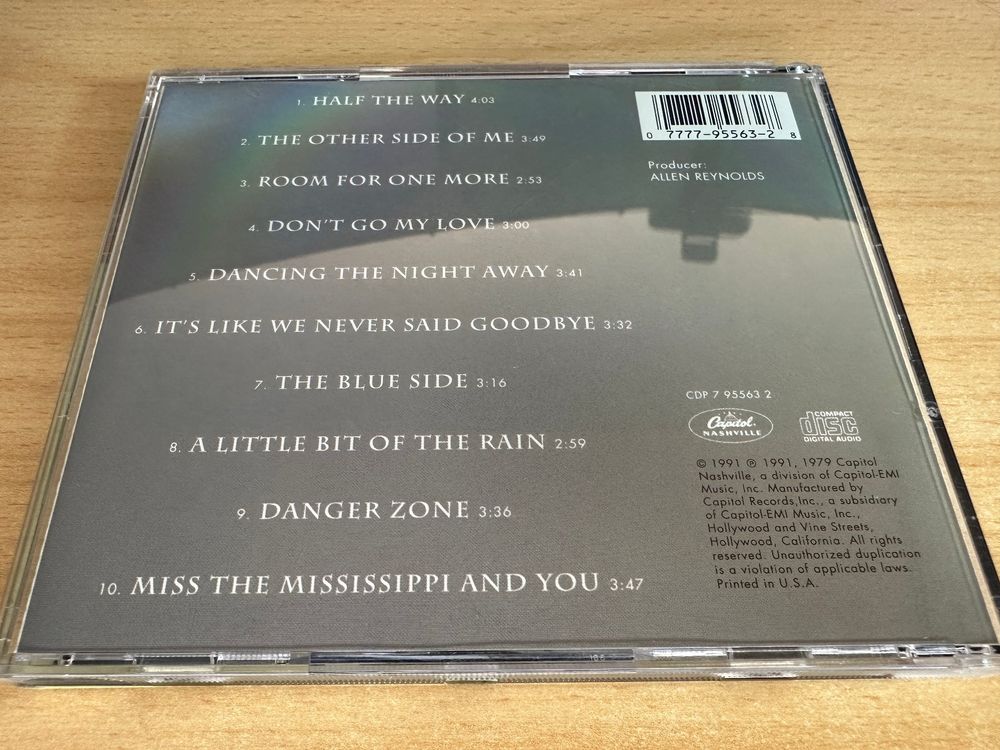 1. HALF THE WAY 4:03
2. THE OTHER SIDE OF ME 3:49
3. ROOM FOR ONE MORE 2:53
4. DON'T GO MY LOVE 3:00
5. DANCING THE NIGHT AWAY 3:41
6. IT'S LIKE WE NEVER SAID GOODBYE 3:32
7. THE BLUE SIDE 3:16
8. A LITTLE BIT OF THE RAIN 2:59
9. DANGER ZONE 3:36
10. MISS THE MISSISSIPPI AND YOU 3:47
0 7777-95563-2 8
Producer:
ALLEN REYNOLDS
CDP 7 95563 2
Capitol
NASHVILLE
COMPACT
disc
DIGITAL AUDIO
© 1991 ℗ 1991, 1979 Capitol
Nashville, a division of Capitol-EMI
Music, Inc. Manufactured by
Capitol Records,Inc., a subsidiary
of Capitol-EMI Music, Inc.,
Hollywood and Vine Streets,
Hollywood, California. All rights
reserved. Unauthorized duplication
is a violation of applicable laws.
Printed in U.S.A.